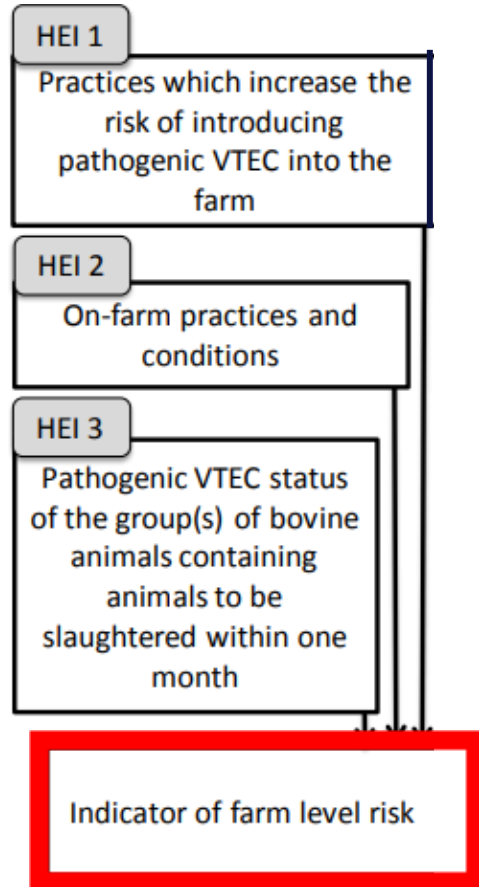 HEI 1
Practices which increase the
risk of introducing
pathogenic VTEC into the
farm
HEI 2
On-farm practices and
conditions
HEI 3
Pathogenic VTEC status
of the group(s) of bovine
animals containing
animals to be
slaughtered within one
month
Indicator of farm level risk